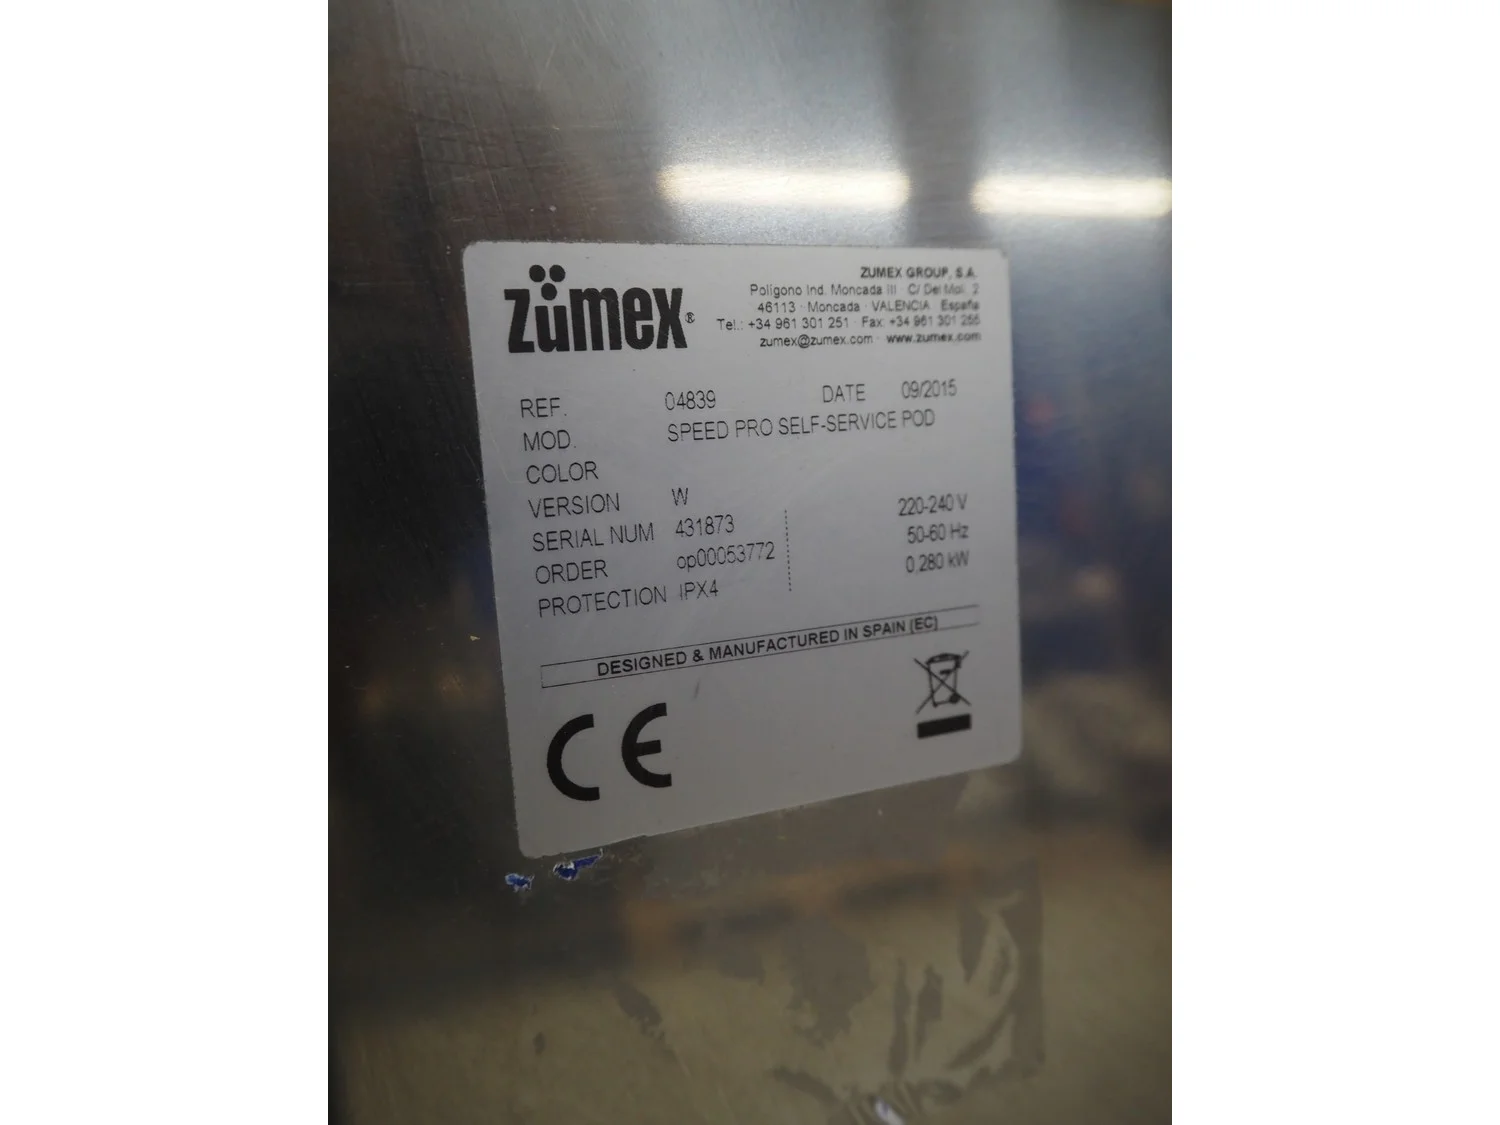 zümex®
ZUMEX GROUP, S.A.
Polígono Ind. Moncada III · C/ Del Molí, 2
46113 · Moncada · VALENCIA · España
Tel.: +34 961 301 251 · Fax: +34 961 301 255
zumex@zumex.com · www.zumex.com
REF. 04839 DATE 09/2015
MOD. SPEED PRO SELF-SERVICE POD
COLOR
VERSION W 220-240 V
SERIAL NUM 431873 50-60 Hz
ORDER op00053772 0,280 kW
PROTECTION IPX4
DESIGNED & MANUFACTURED IN SPAIN (EC)
CE